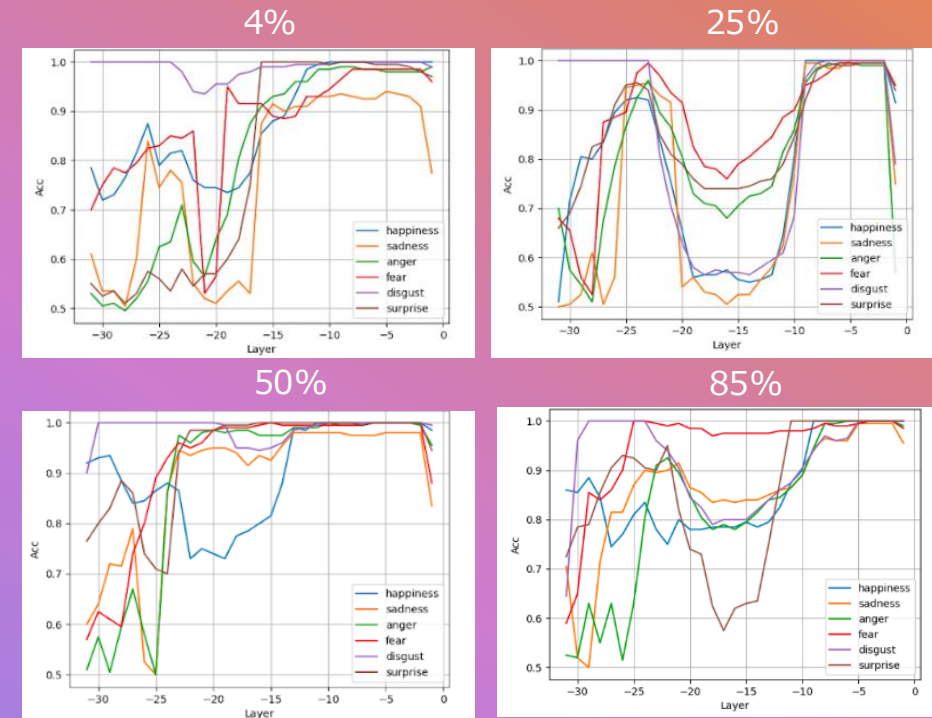 4%
25%
1.0
0.9
0.8
0.7
0.6
0.5
Acc
−30
−25
−20
−15
−10
−5
0
Layer
happiness
sadness
anger
fear
disgust
surprise
1.0
0.9
0.8
0.7
0.6
0.5
Acc
−30
−25
−20
−15
−10
−5
0
Layer
happiness
sadness
anger
fear
disgust
surprise
50%
85%
1.0
0.9
0.8
0.7
0.6
0.5
Acc
−30
−25
−20
−15
−10
−5
0
Layer
happiness
sadness
anger
fear
disgust
surprise
1.0
0.9
0.8
0.7
0.6
0.5
Acc
−30
−25
−20
−15
−10
−5
0
Layer
happiness
sadness
anger
fear
disgust
surprise